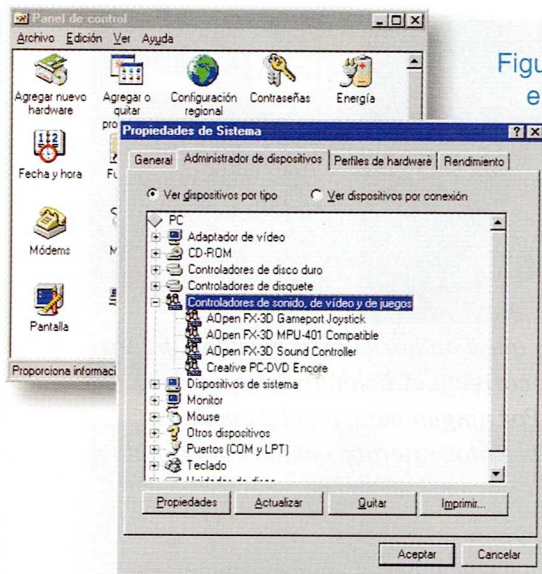 Panel de control
Archivo Edición Ver Ayuda
Agregar nuevo hardware
Agregar o quitar
Configuración regional
Contraseñas
Energía
Fecha y hora
Módems
Pantalla
Figu
e
Propiedades de Sistema
General Administrador de dispositivos Perfiles de hardware Rendimiento
Ver dispositivos por tipo Ver dispositivos por conexión
PC
Adaptador de vídeo
CD-ROM
Controladores de disco duro
Controladores de disquete
Controladores de sonido, de vídeo y de juegos
AOpen FX-3D Gameport Joystick
AOpen FX-3D MPU-401 Compatible
AOpen FX-3D Sound Controller
Creative PC-DVD Encore
Dispositivos de sistema
Monitor
Mouse
Otros dispositivos
Puertos (COM y LPT)
Teclado
Propiedades Actualizar Quitar Imprimir...
Aceptar Cancelar
Proporciona informaci